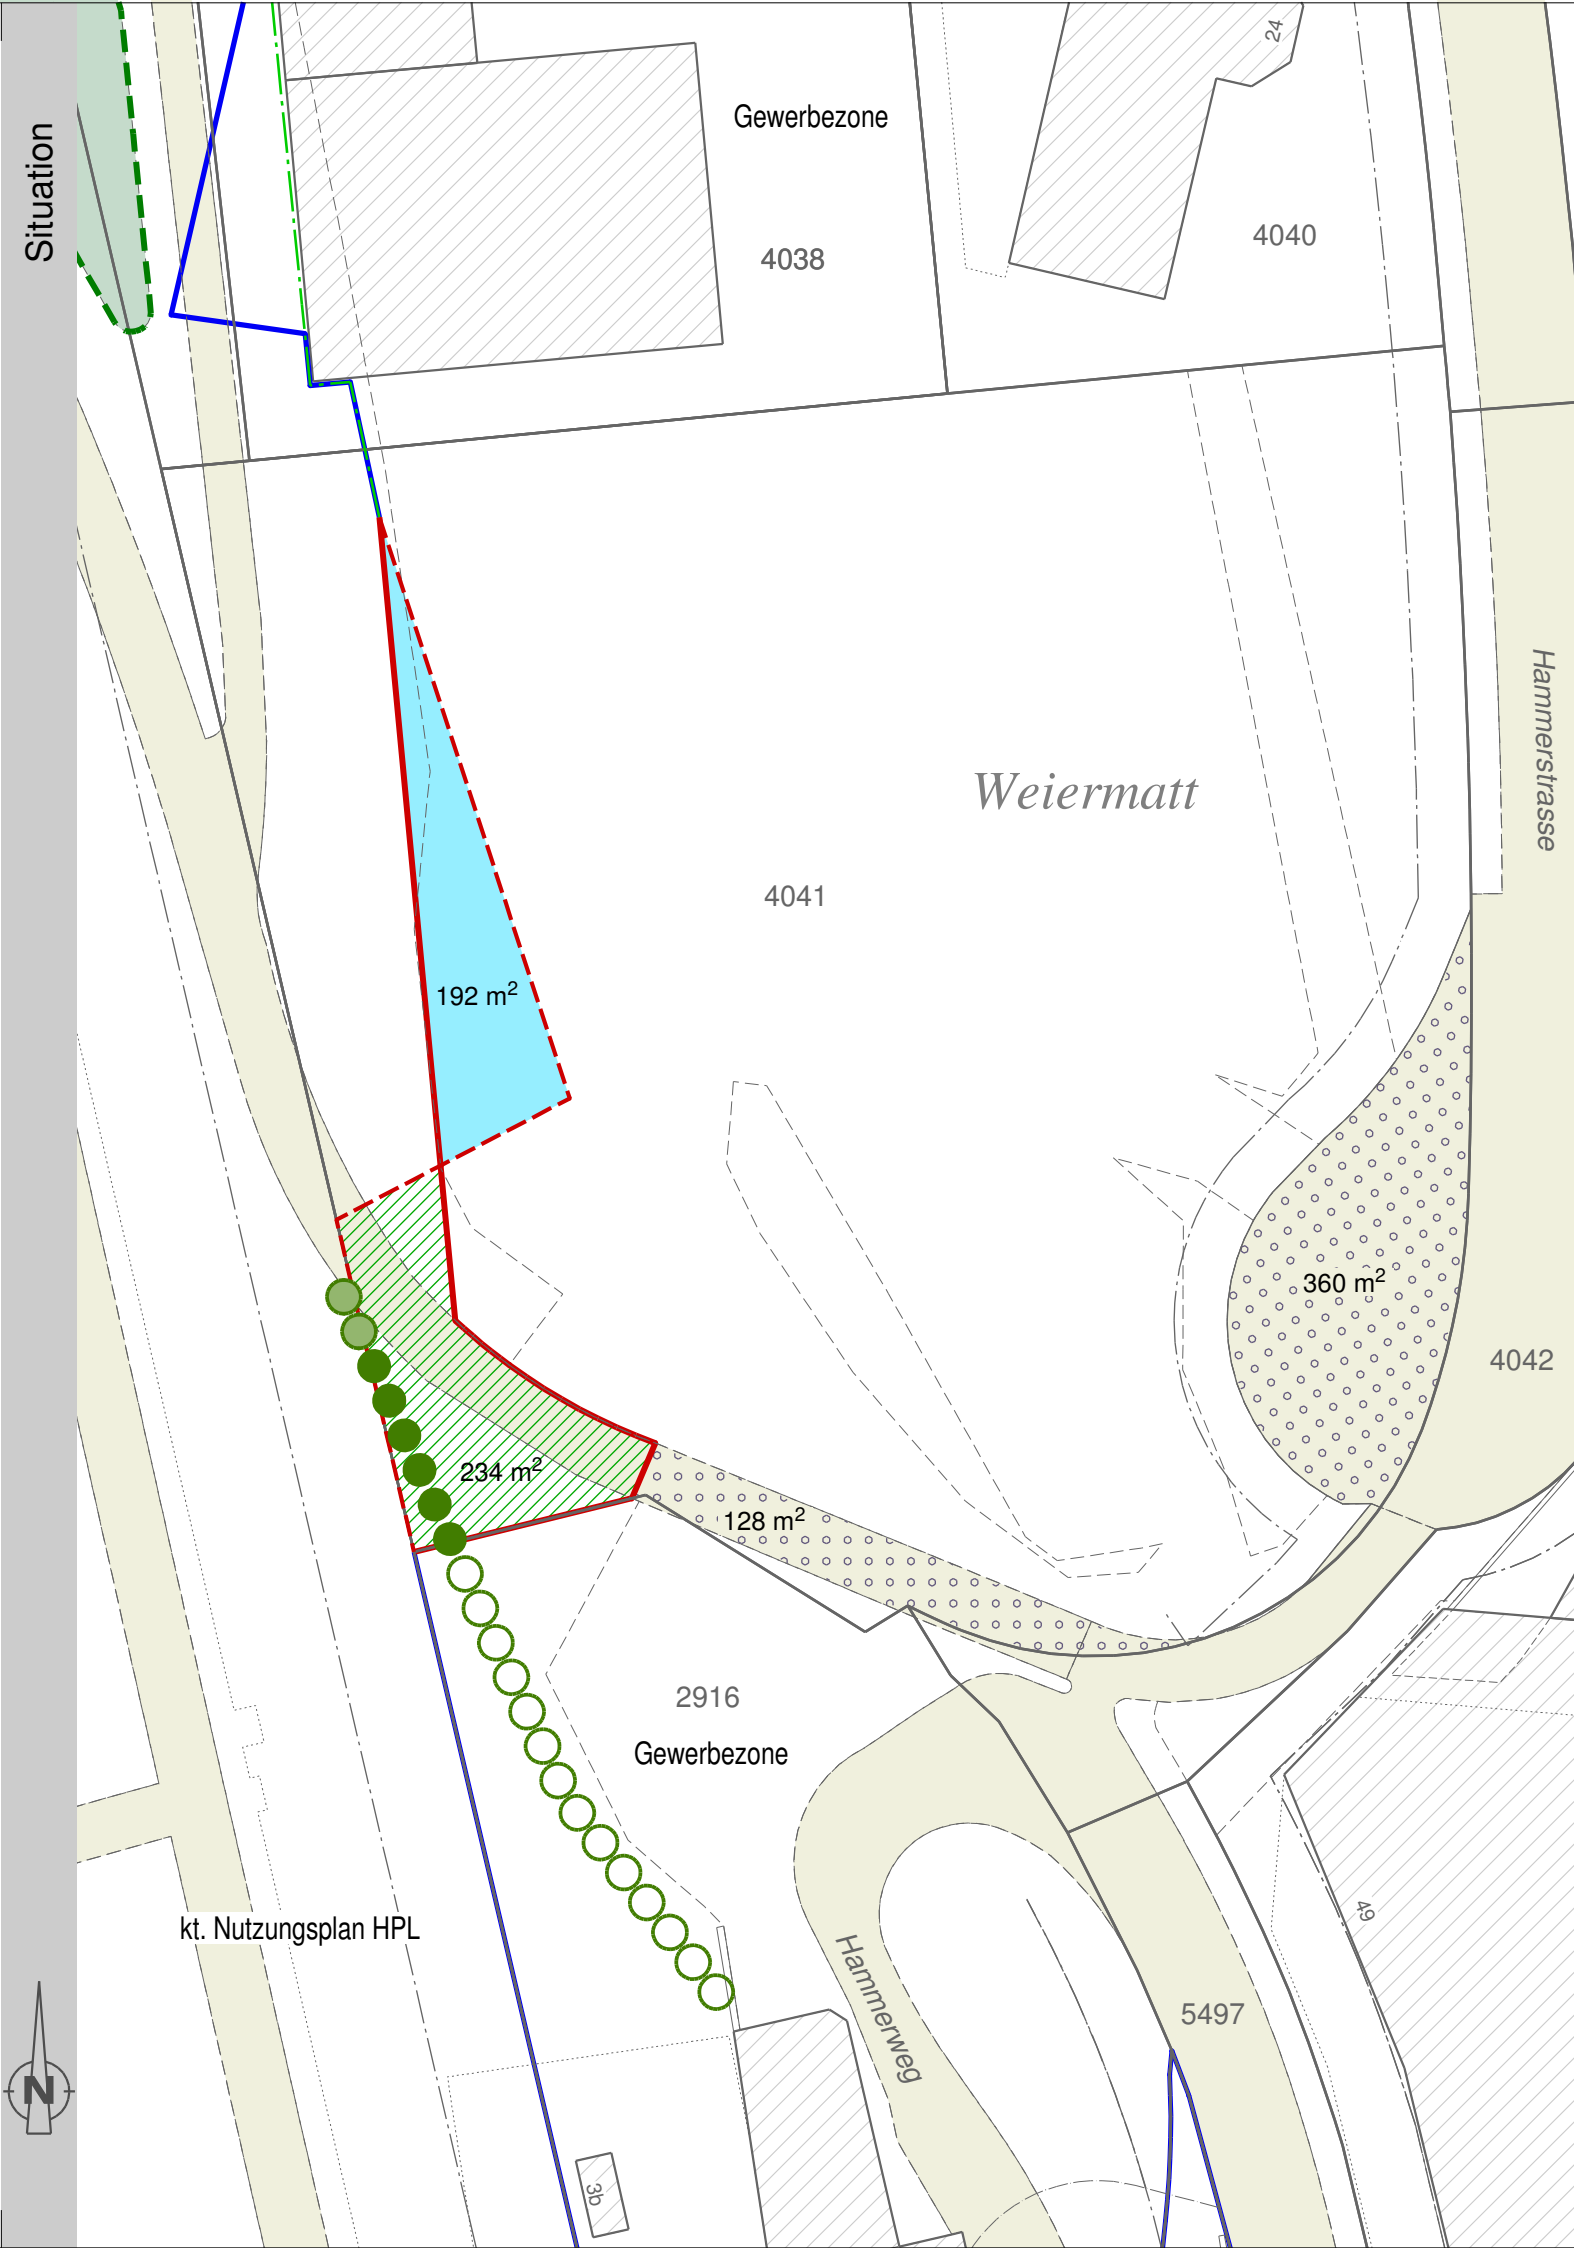 Situation
24
Gewerbezone
4038
4040
Hammerstrasse
Weiermatt
4041
192 m²
360 m²
4042
234 m²
128 m²
2916
Gewerbezone
49
kt. Nutzungsplan HPL
Hammerweg
5497
N
3b